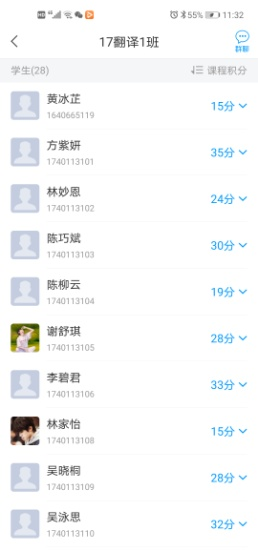 HD 4G 55% 11:32
17翻译1班
群聊
学生(28) 课程积分
黄冰芷
1640665119
15分
方紫妍
1740113101
35分
林妙恩
1740113102
24分
陈巧斌
1740113103
30分
陈柳云
1740113104
19分
谢舒琪
1740113105
28分
李碧君
1740113106
33分
林家怡
1740113108
15分
吴晓桐
1740113109
28分
吴泳思
1740113110
32分